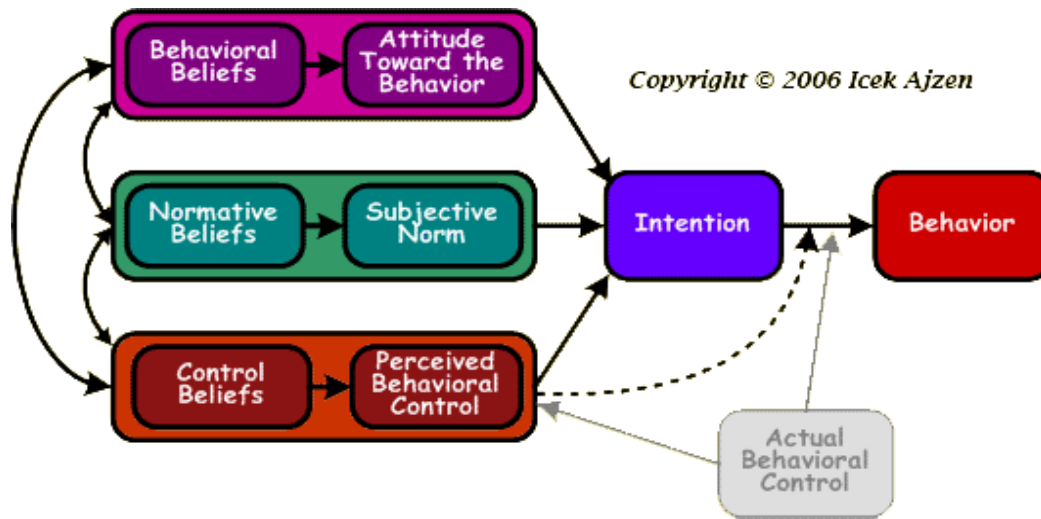 Behavioral
Beliefs
Attitude
Toward the
Behavior
Copyright © 2006 Icek Ajzen
Normative
Beliefs
Subjective
Norm
Intention
Behavior
Control
Beliefs
Perceived
Behavioral
Control
Actual
Behavioral
Control